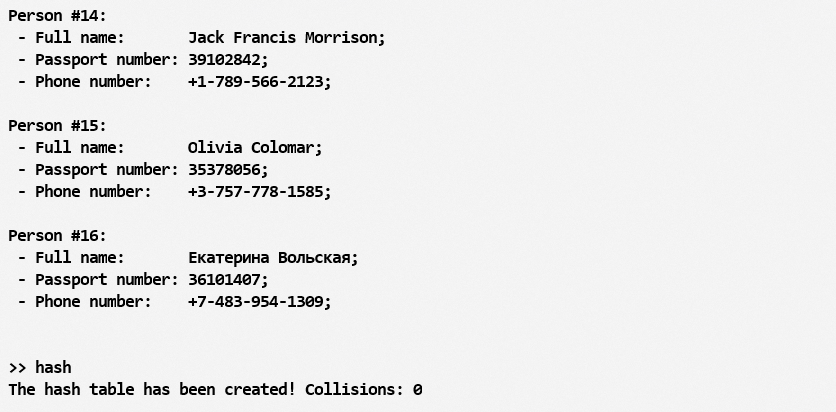 Person #14:
- Full name: Jack Francis Morrison;
- Passport number: 39102842;
- Phone number: +1-789-566-2123;
Person #15:
- Full name: Olivia Colomar;
- Passport number: 35378056;
- Phone number: +3-757-778-1585;
Person #16:
- Full name: Екатерина Вольская;
- Passport number: 36101407;
- Phone number: +7-483-954-1309;
>> hash
The hash table has been created! Collisions: 0